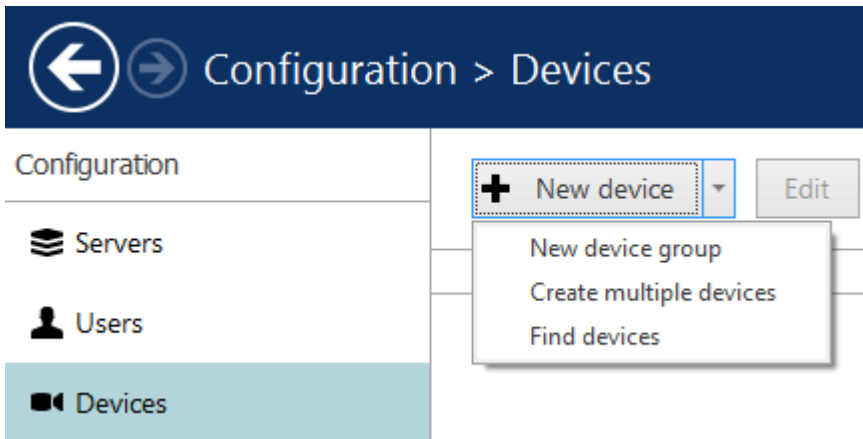 Configuration > Devices
Configuration
New device
Edit
New device group
Create multiple devices
Find devices
Servers
Users
Devices